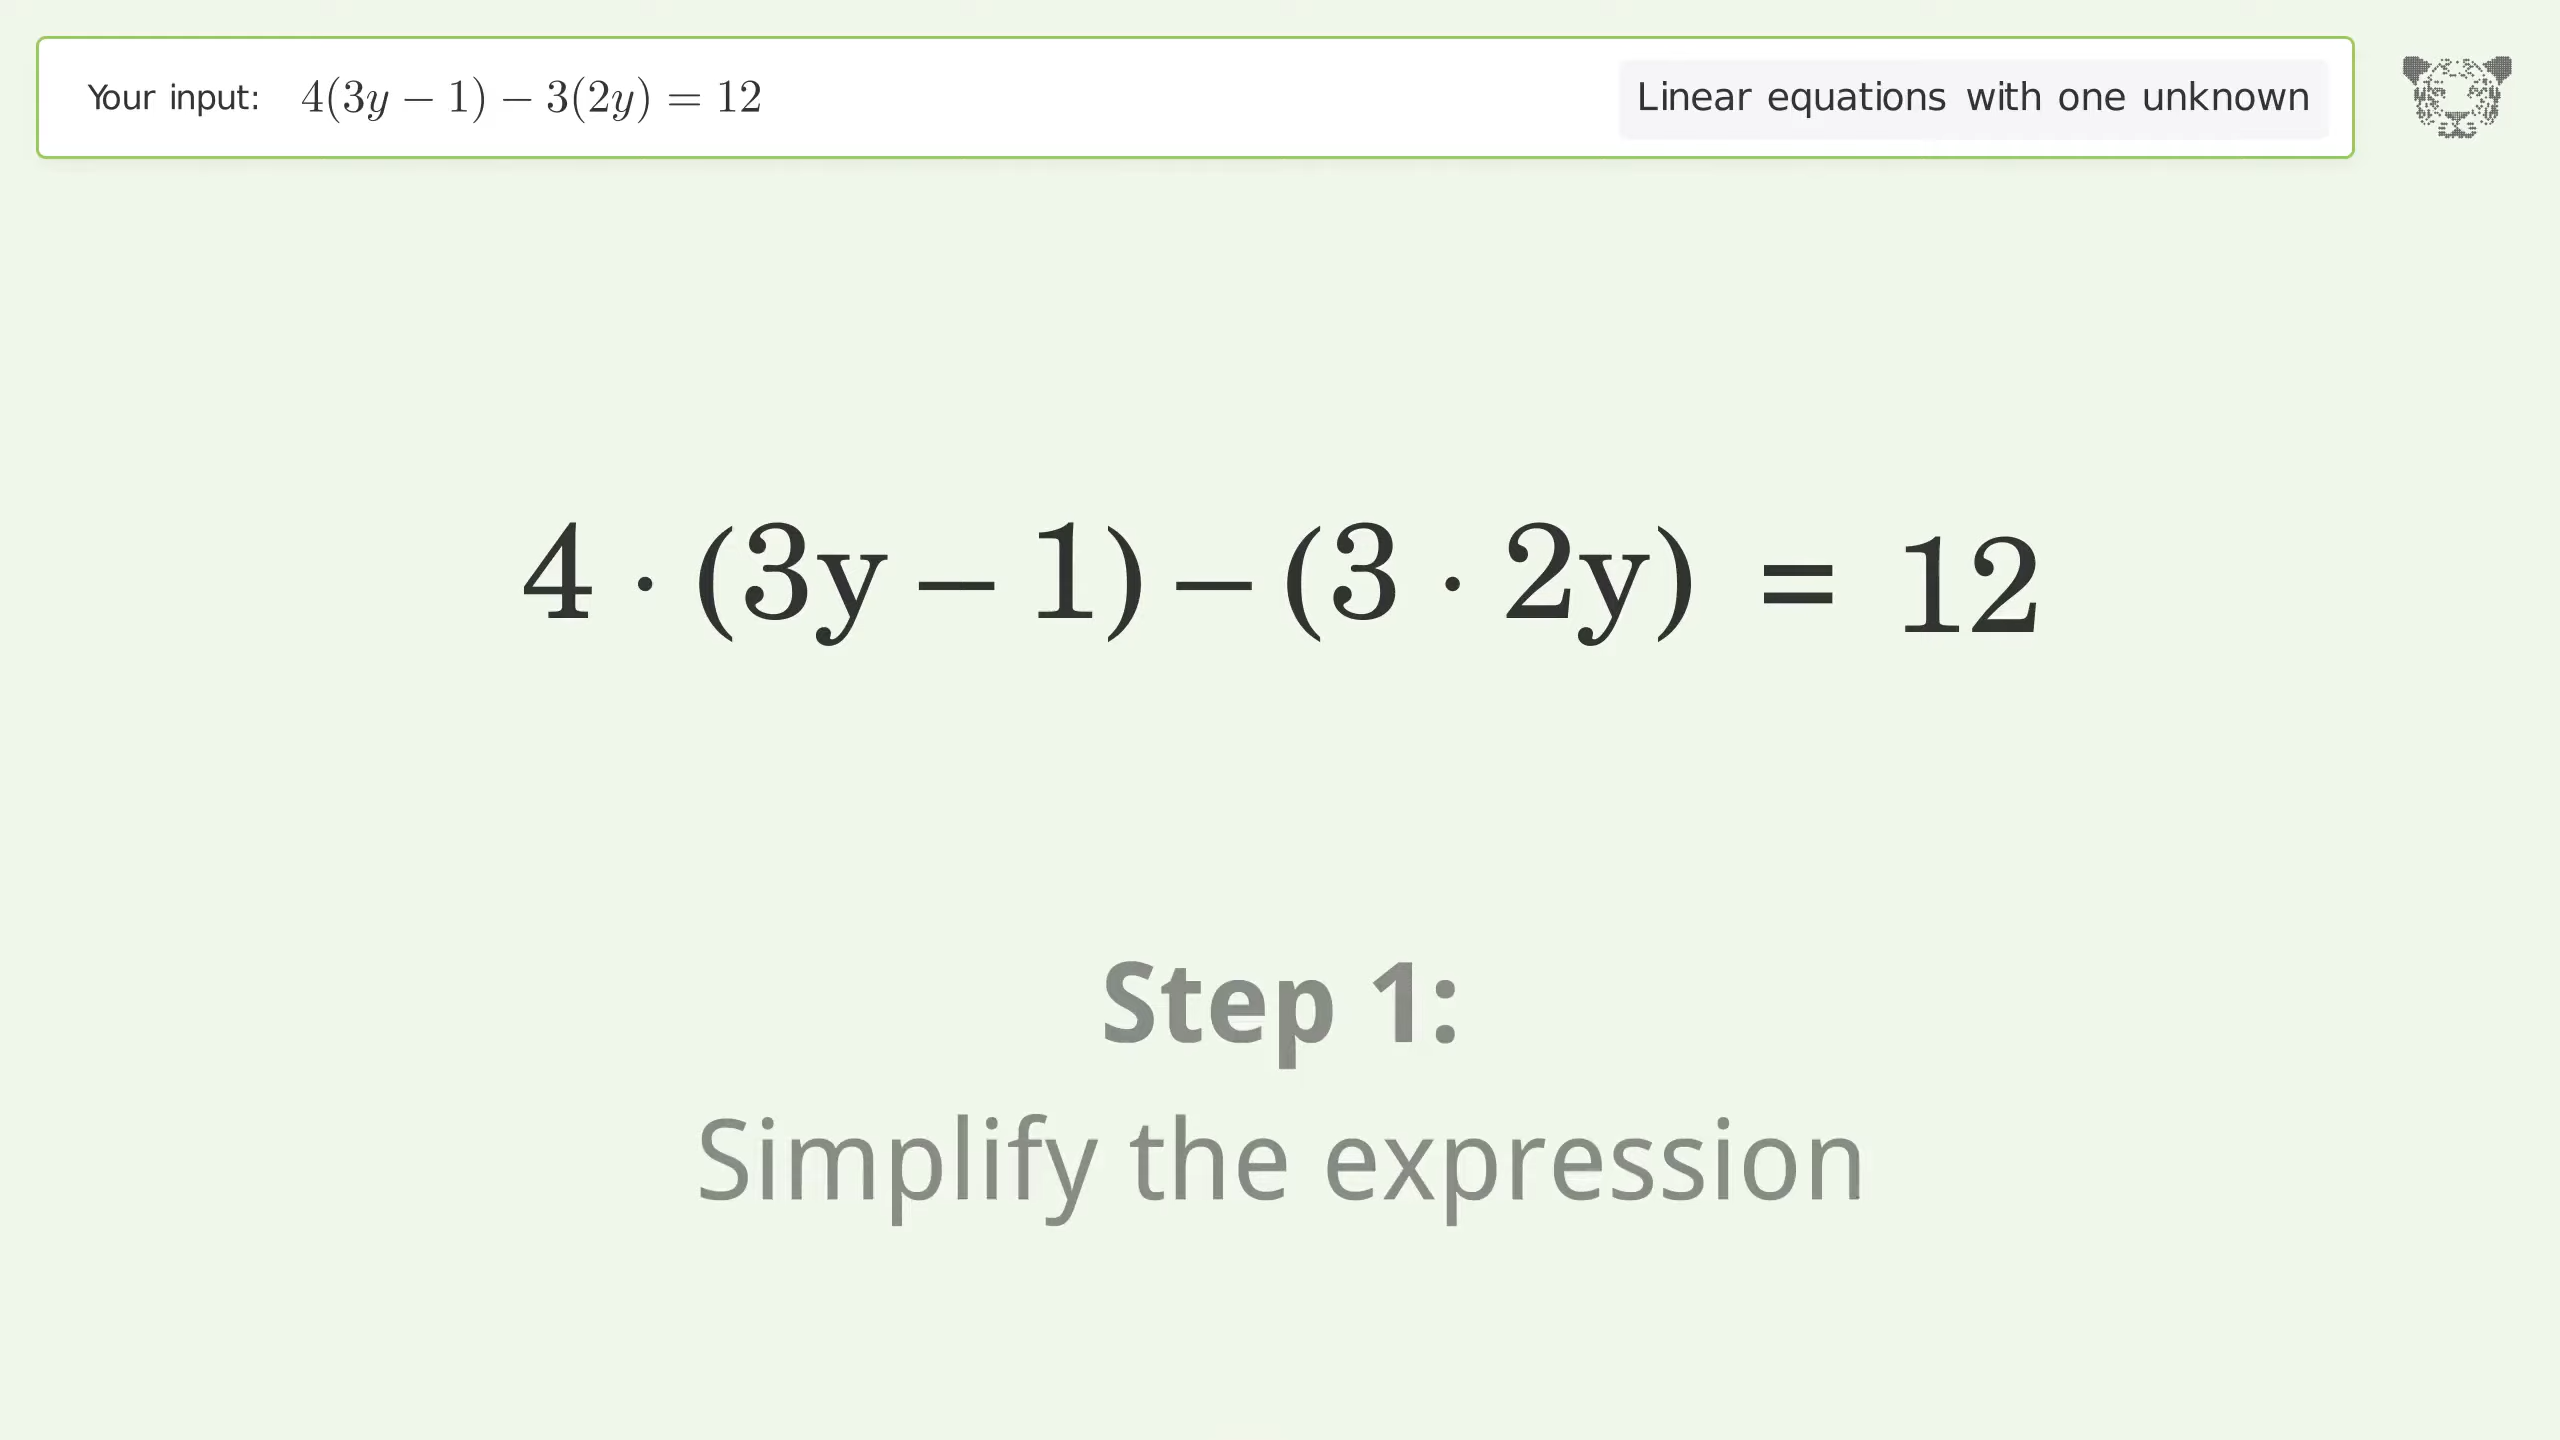 Your input: 4(3y − 1) − 3(2y) = 12
Linear equations with one unknown
4 · (3y − 1) − (3 · 2y) = 12
Step 1:
Simplify the expression